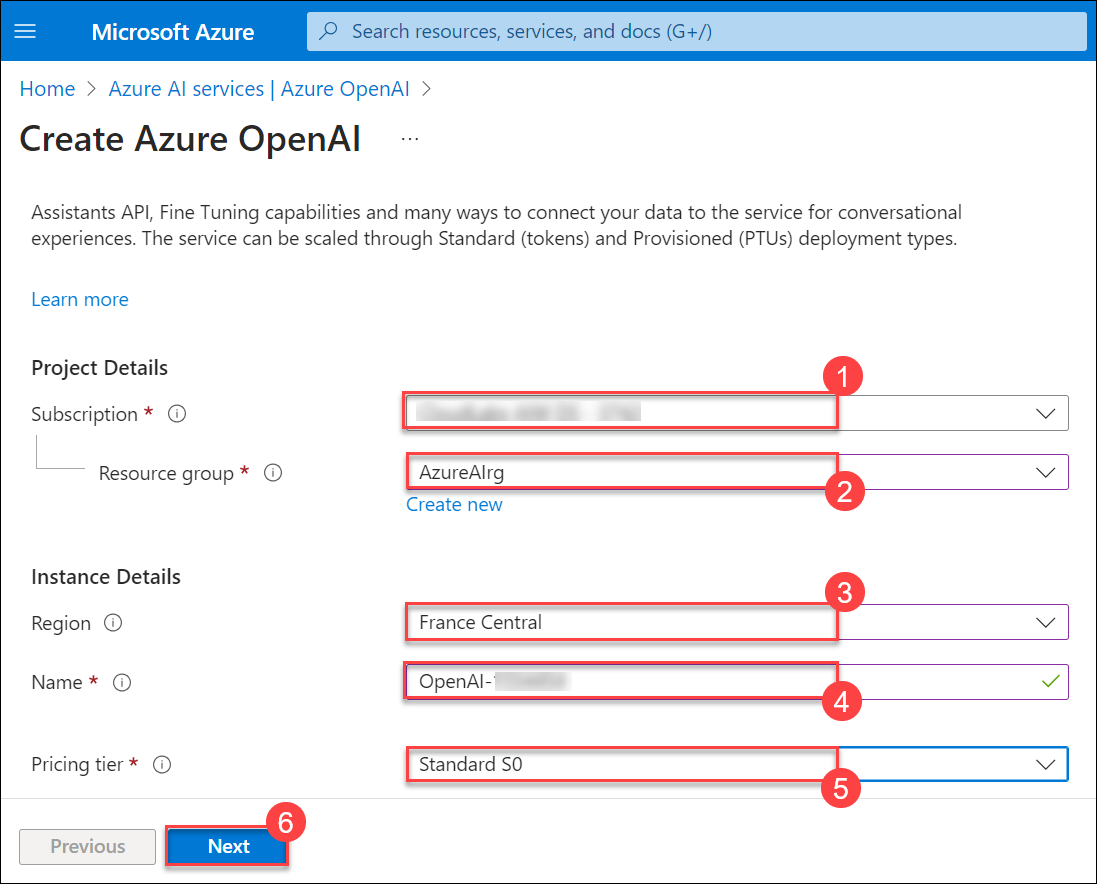 Microsoft Azure
Search resources, services, and docs (G+/)
Home > Azure AI services | Azure OpenAI >
Create Azure OpenAI ...
Assistants API, Fine Tuning capabilities and many ways to connect your data to the service for conversational
experiences. The service can be scaled through Standard (tokens) and Provisioned (PTUs) deployment types.
Learn more
Project Details
1
Subscription *
Resource group * AzureAIrg
2
Create new
Instance Details
3
Region France Central
Name * OpenAI-
4
Pricing tier * Standard S0
5
6
Previous Next